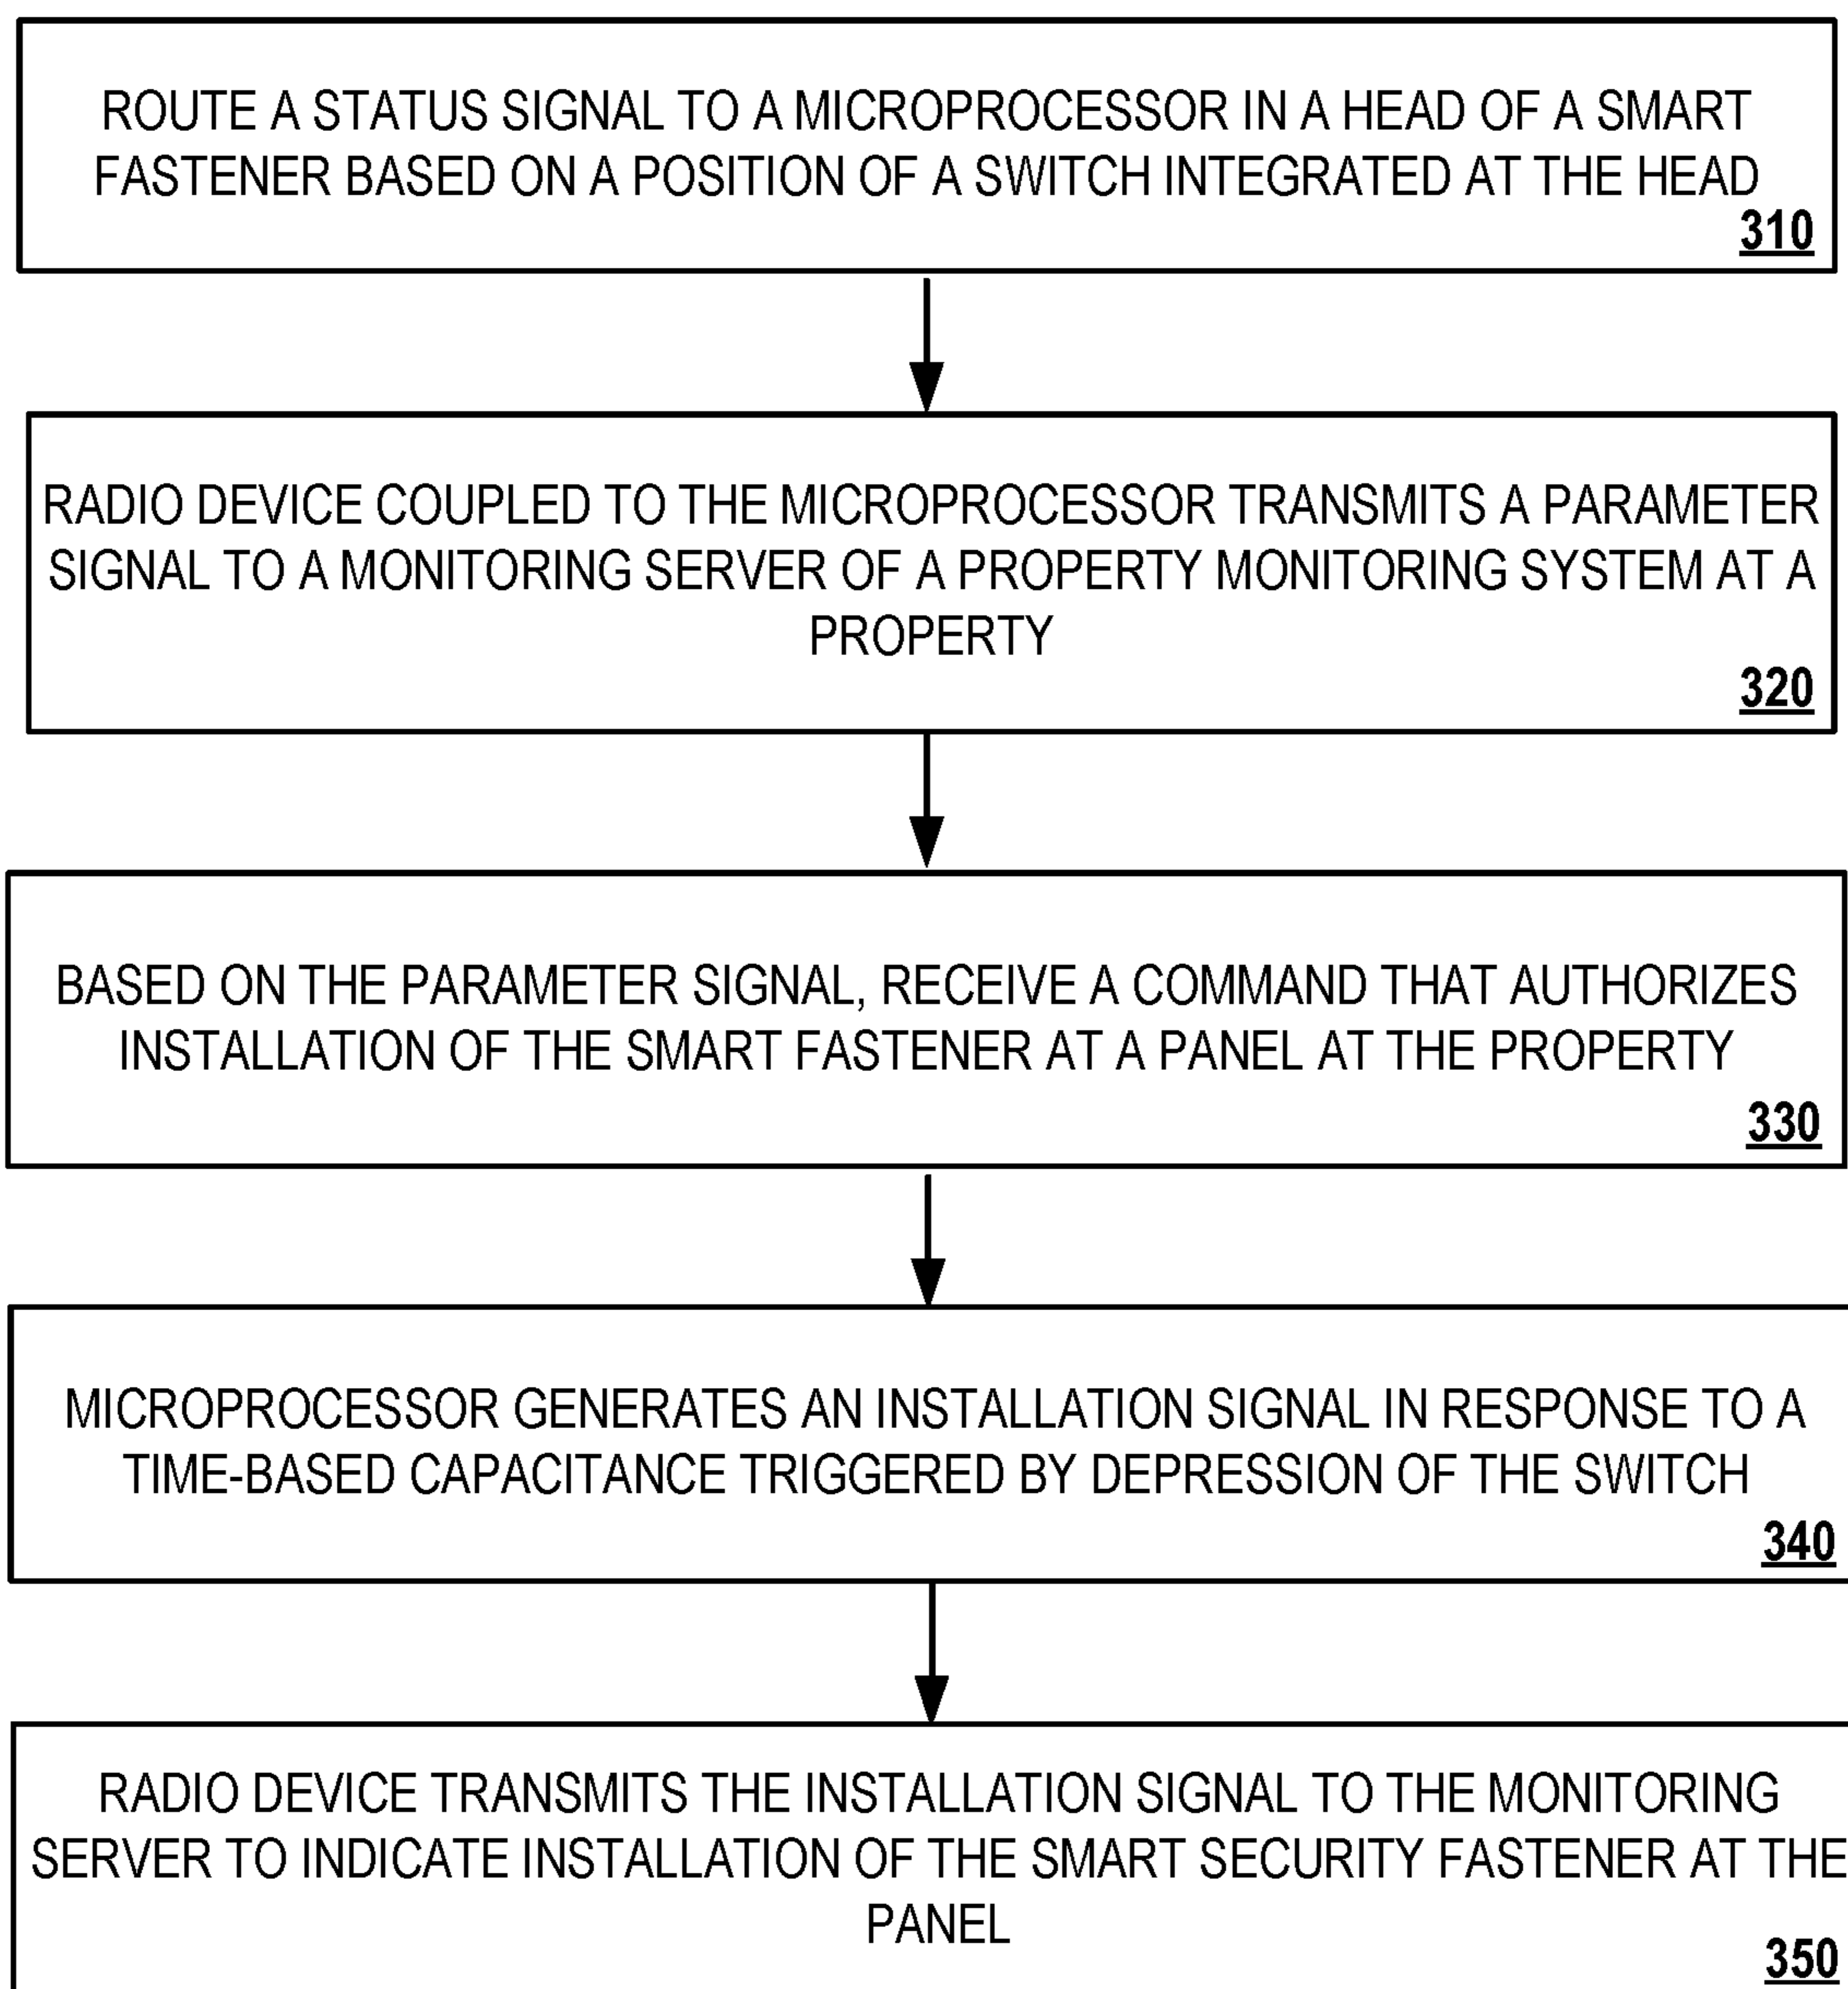 ROUTE A STATUS SIGNAL TO A MICROPROCESSOR IN A HEAD OF A SMART
FASTENER BASED ON A POSITION OF A SWITCH INTEGRATED AT THE HEAD
310
RADIO DEVICE COUPLED TO THE MICROPROCESSOR TRANSMITS A PARAMETER
SIGNAL TO A MONITORING SERVER OF A PROPERTY MONITORING SYSTEM AT A
PROPERTY
320
BASED ON THE PARAMETER SIGNAL, RECEIVE A COMMAND THAT AUTHORIZES
INSTALLATION OF THE SMART FASTENER AT A PANEL AT THE PROPERTY
330
MICROPROCESSOR GENERATES AN INSTALLATION SIGNAL IN RESPONSE TO A
TIME-BASED CAPACITANCE TRIGGERED BY DEPRESSION OF THE SWITCH
340
RADIO DEVICE TRANSMITS THE INSTALLATION SIGNAL TO THE MONITORING
SERVER TO INDICATE INSTALLATION OF THE SMART SECURITY FASTENER AT THE
PANEL
350